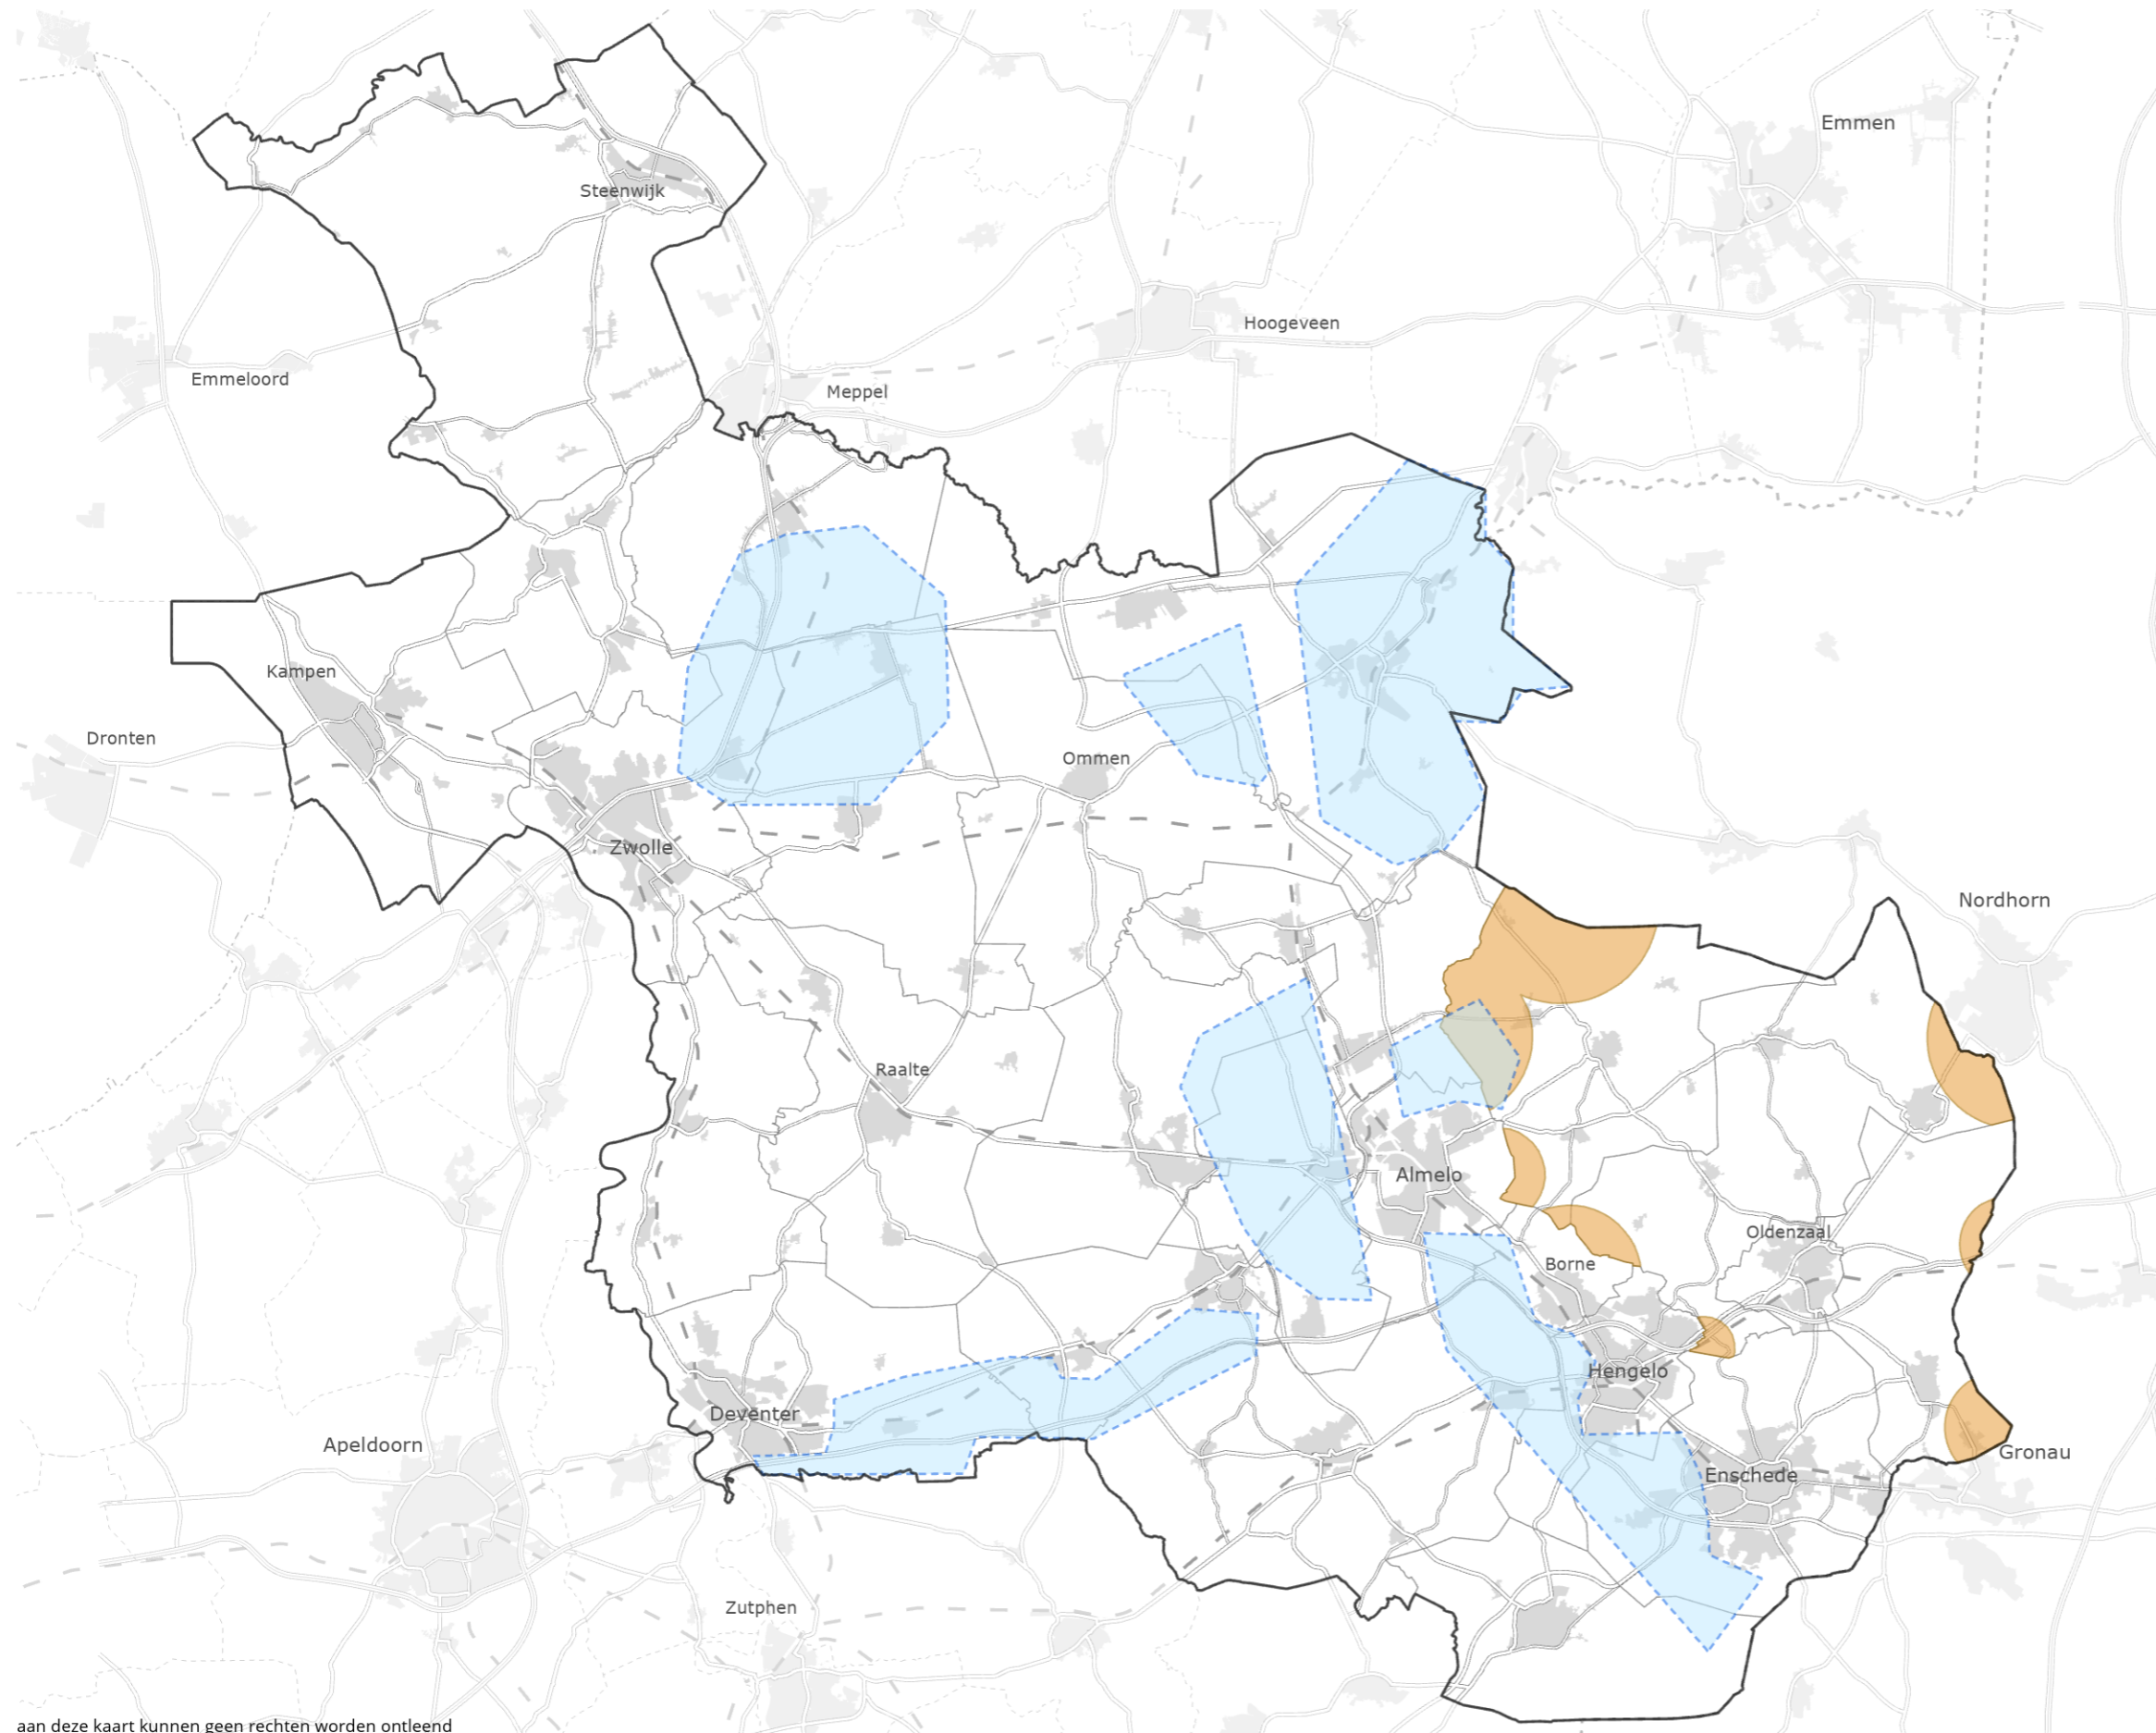 Emmen
Steenwijk
Hoogeveen
Emmeloord
Meppel
Kampen
Dronten
Ommen
Zwolle
Nordhorn
Raalte
Almelo
Oldenzaal
Borne
Hengelo
Deventer
Apeldoorn
Gronau
Enschede
Zutphen
aan deze kaart kunnen geen rechten worden ontleend